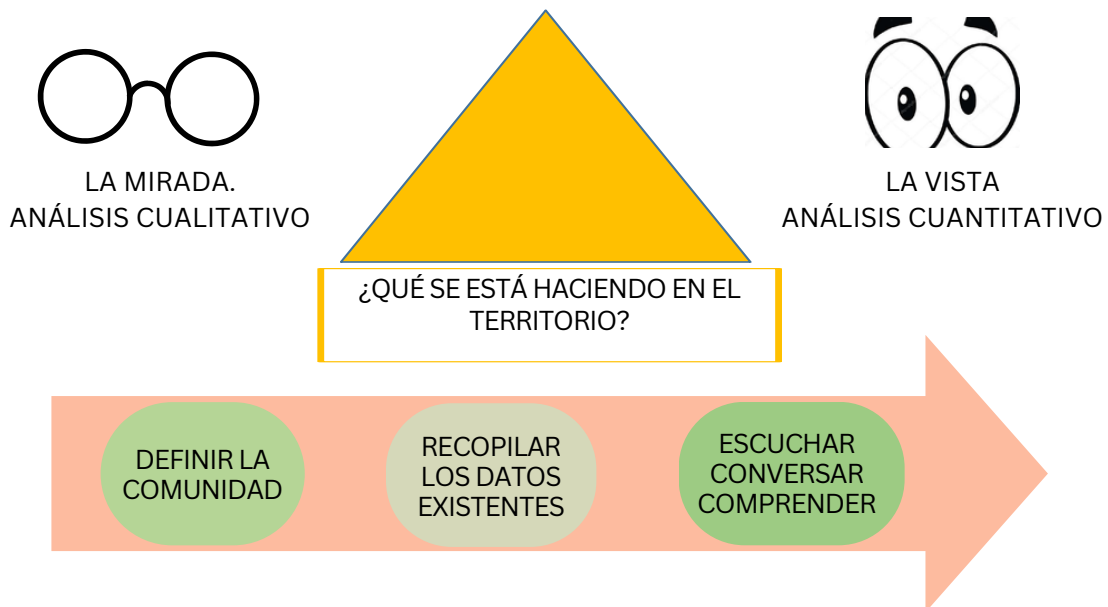 LA MIRADA.
ANÁLISIS CUALITATIVO
LA VISTA
ANÁLISIS CUANTITATIVO
¿QUÉ SE ESTÁ HACIENDO EN EL
TERRITORIO?
DEFINIR LA
COMUNIDAD
RECOPILAR
LOS DATOS
EXISTENTES
ESCUCHAR
CONVERSAR
COMPRENDER